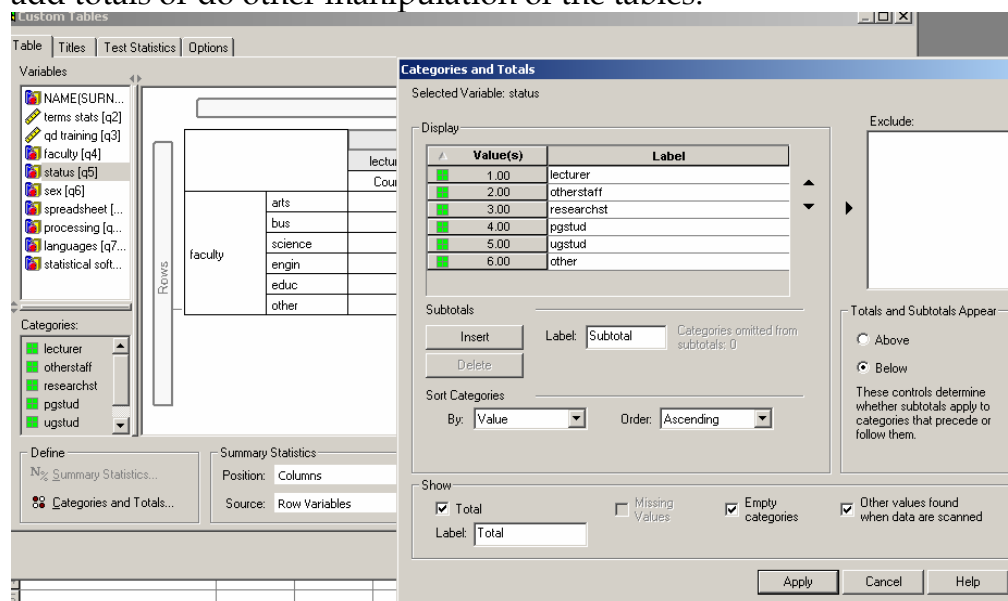 add totals or do other manipulation of the tables.
Custom Tables
Table Titles Test Statistics Options
Variables
NAME(SURN...
terms stats [q2]
qd training [q3]
faculty [q4]
status [q5]
sex [q6]
spreadsheet [...
processing [q...
languages [q7...
statistical soft...
Categories:
lecturer
otherstaff
researchst
pgstud
ugstud
Rows
lectur
Cour
faculty
arts
bus
science
engin
educ
other
Define
N% Summary Statistics...
Categories and Totals...
Summary Statistics
Position: Columns
Source: Row Variables
Categories and Totals
Selected Variable: status
Display
Value(s) Label
1.00 lecturer
2.00 otherstaff
3.00 researchst
4.00 pgstud
5.00 ugstud
6.00 other
Exclude:
Subtotals
Insert Label: Subtotal Categories omitted from
subtotals: 0
Delete
Sort Categories
By: Value Order: Ascending
Totals and Subtotals Appear
Above
Below
These controls determine
whether subtotals apply to
categories that precede or
follow them.
Show
Total
Label: Total
Missing
Values
Empty
categories
Other values found
when data are scanned
Apply Cancel Help